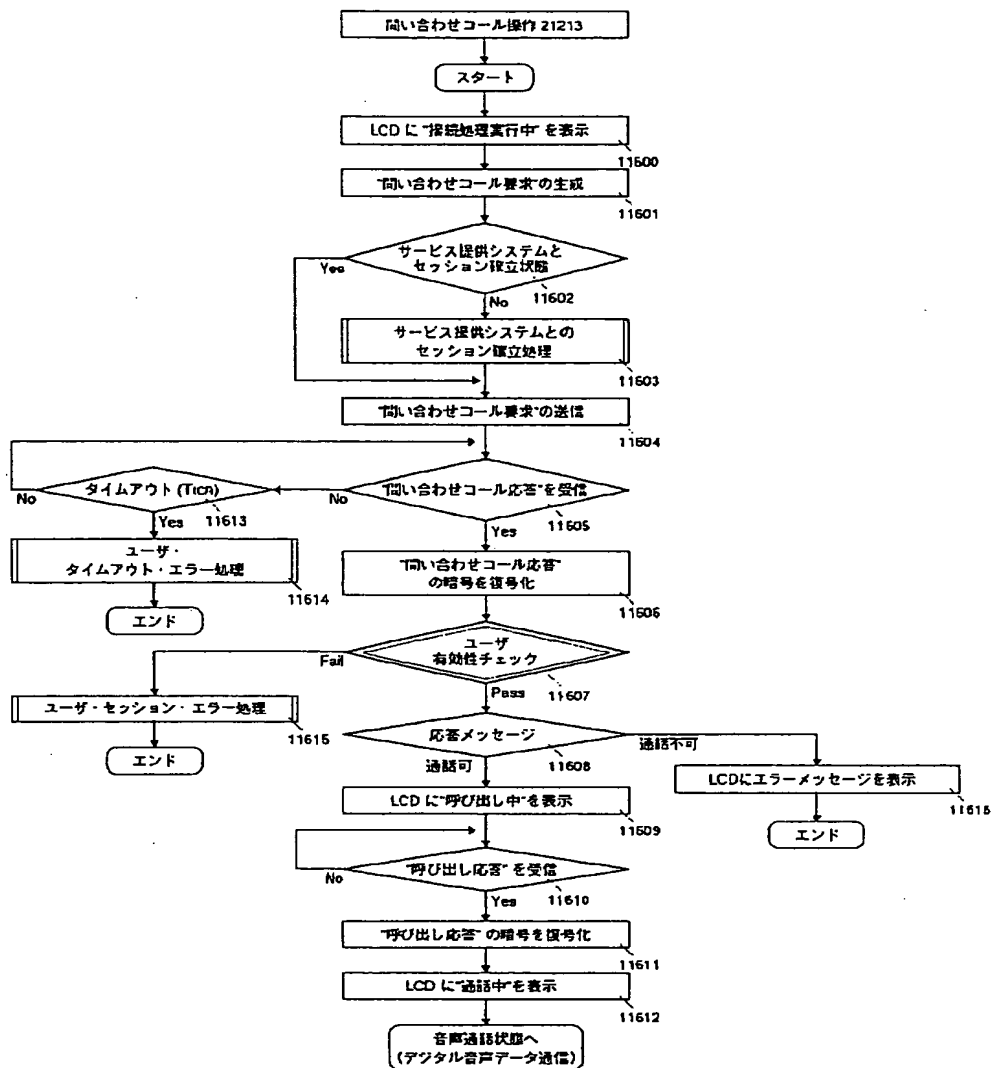 問い合わせコール操作 21213
スタート
LCD に"接続処理実行中"を表示
11600
"問い合わせコール要求"の生成
11601
サービス提供システムと
セッション確立状態
11602
Yes
No
サービス提供システムとの
セッション確立処理
11603
"問い合わせコール要求"の送信
11604
"問い合わせコール応答"を受信
11605
No
Yes
タイムアウト (TICR)
11613
No
Yes
ユーザ・
タイムアウト・エラー処理
11614
エンド
"問い合わせコール応答"
の暗号を復号化
11606
ユーザ
有効性チェック
11607
Fail
Pass
ユーザ・セッション・エラー処理
11615
エンド
応答メッセージ
11608
通話可
通話不可
LCDにエラーメッセージを表示
11616
エンド
LCD に"呼び出し中"を表示
11609
"呼び出し応答" を受信
11610
No
Yes
"呼び出し応答" の暗号を復号化
11611
LCD に"通話中"を表示
11612
音声通話状態へ
(デジタル音声データ通信)